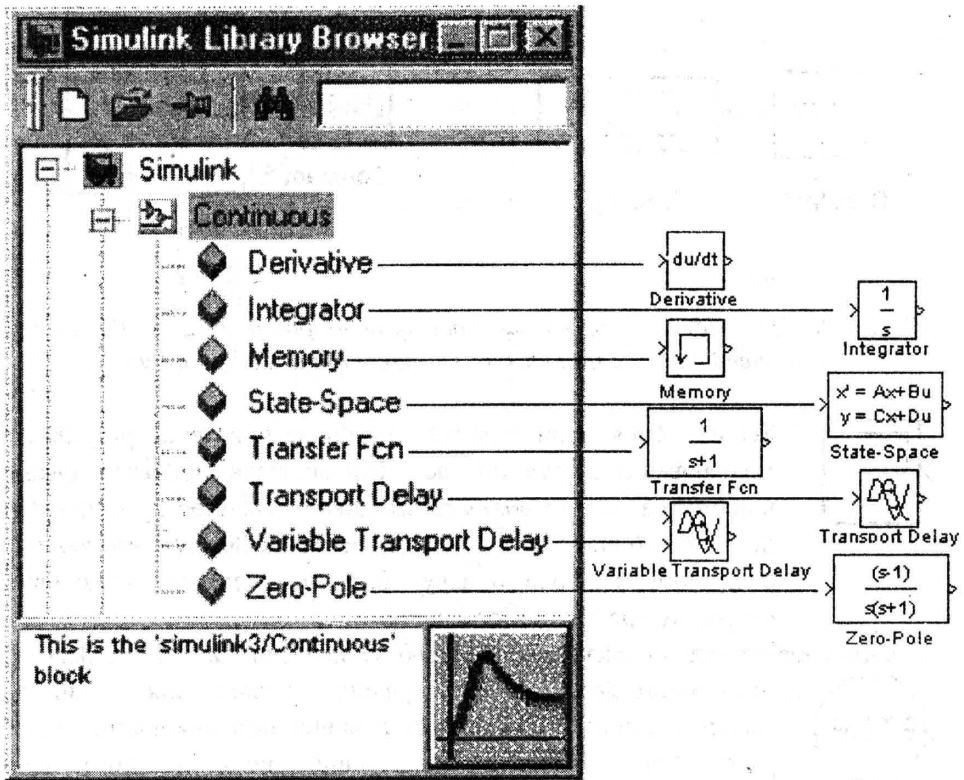 Simulink Library Browser
Simulink
Continuous
Derivative
Integrator
Memory
State-Space
Transfer Fcn
Transport Delay
Variable Transport Delay
Zero-Pole
This is the 'simulink3/Continuous'
block
du/dt
Derivative
1
s
Integrator
Memory
x' = Ax+Bu
y = Cx+Du
State-Space
1
s+1
Transfer Fcn
Transport Delay
Variable Transport Delay
(s-1)
s(s+1)
Zero-Pole